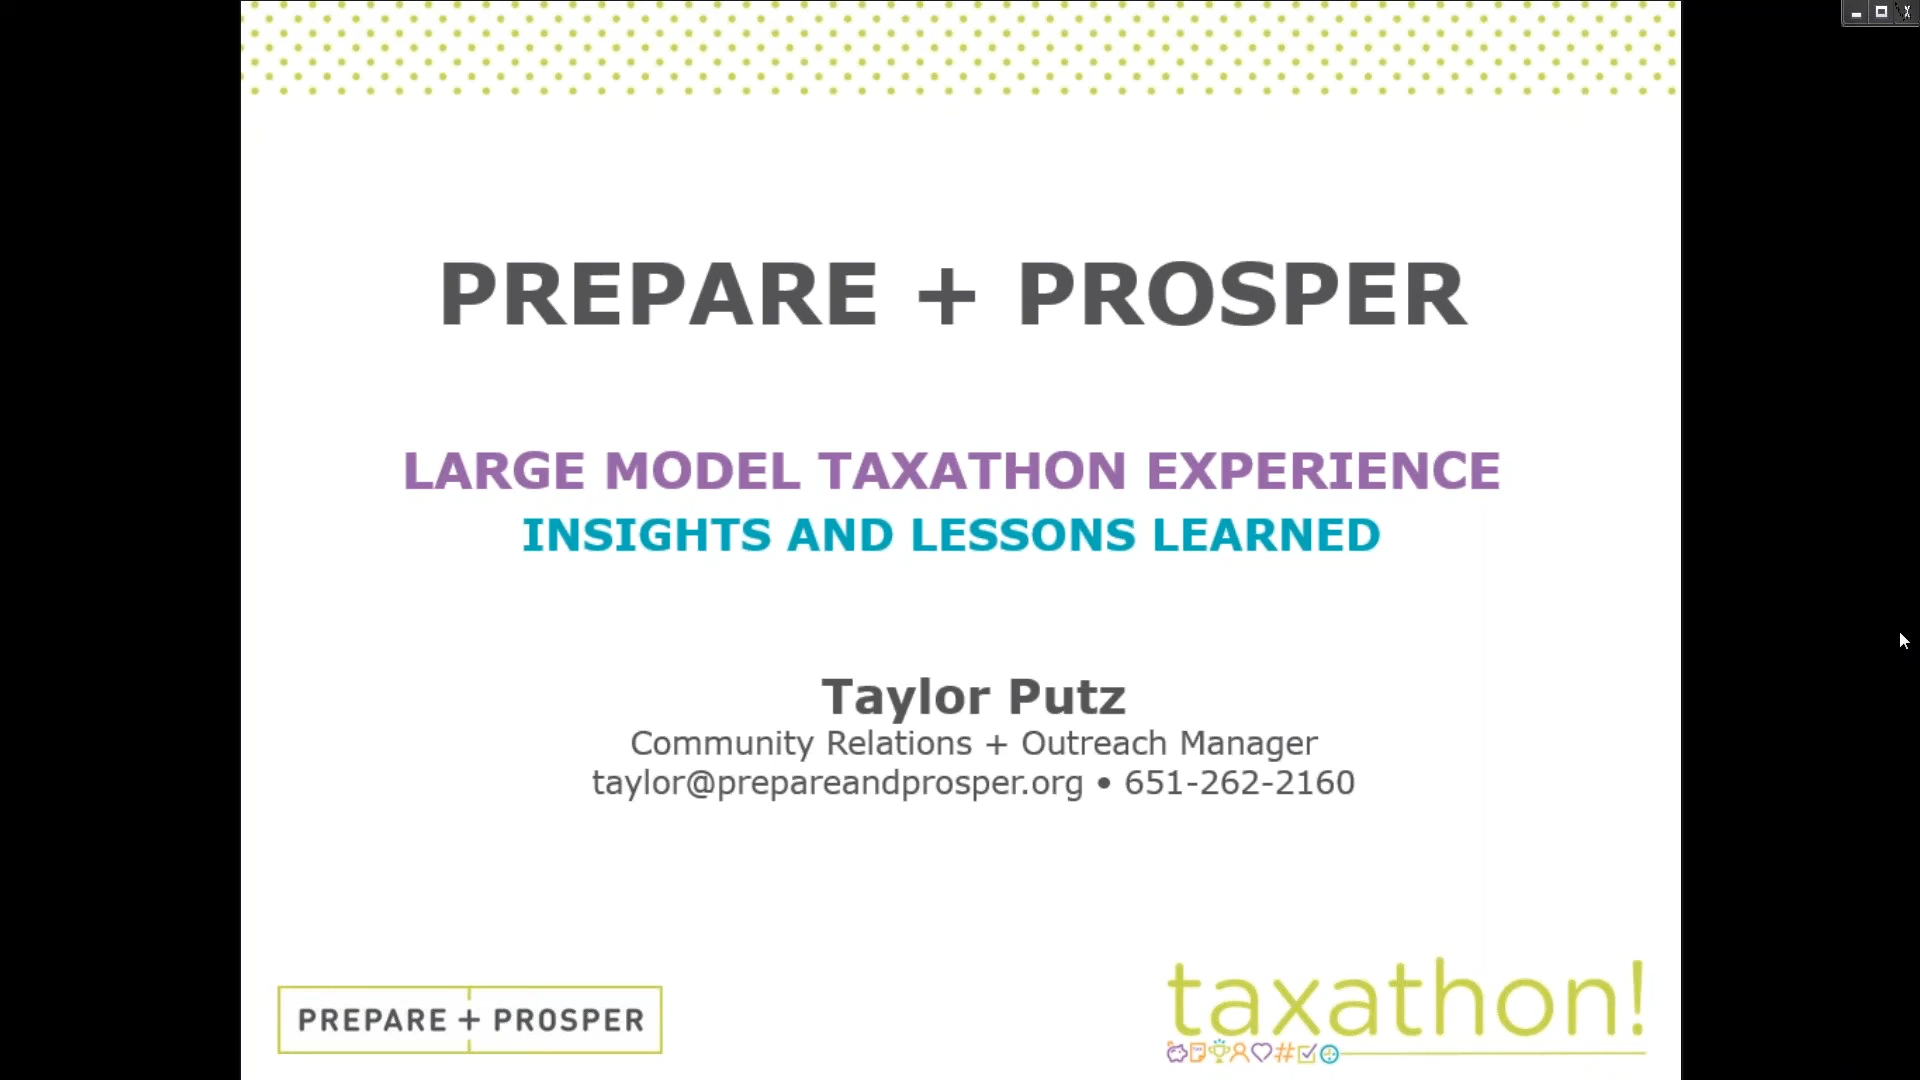 PREPARE + PROSPER
LARGE MODEL TAXATHON EXPERIENCE
INSIGHTS AND LESSONS LEARNED
Taylor Putz
Community Relations + Outreach Manager
taylor@prepareandprosper.org • 651-262-2160
PREPARE + PROSPER
taxathon!